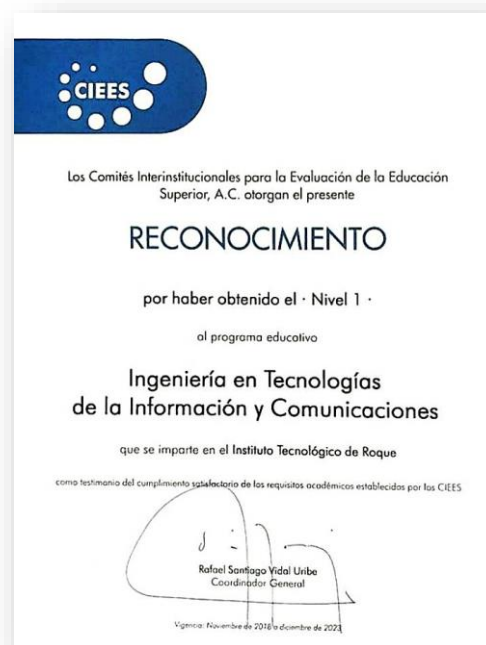 CIEES
Los Comités Interinstitucionales para la Evaluación de la Educación
Superior, A.C. otorgan el presente
RECONOCIMIENTO
por haber obtenido el · Nivel 1 ·
al programa educativo
Ingeniería en Tecnologías
de la Información y Comunicaciones
que se imparte en el Instituto Tecnológico de Roque
como testimonio del cumplimiento satisfactorio de los requisitos académicos establecidos por los CIEES
Rafael Santiago Vidal Uribe
Coordinador General
Vigencia: Noviembre de 2018 a diciembre de 2023